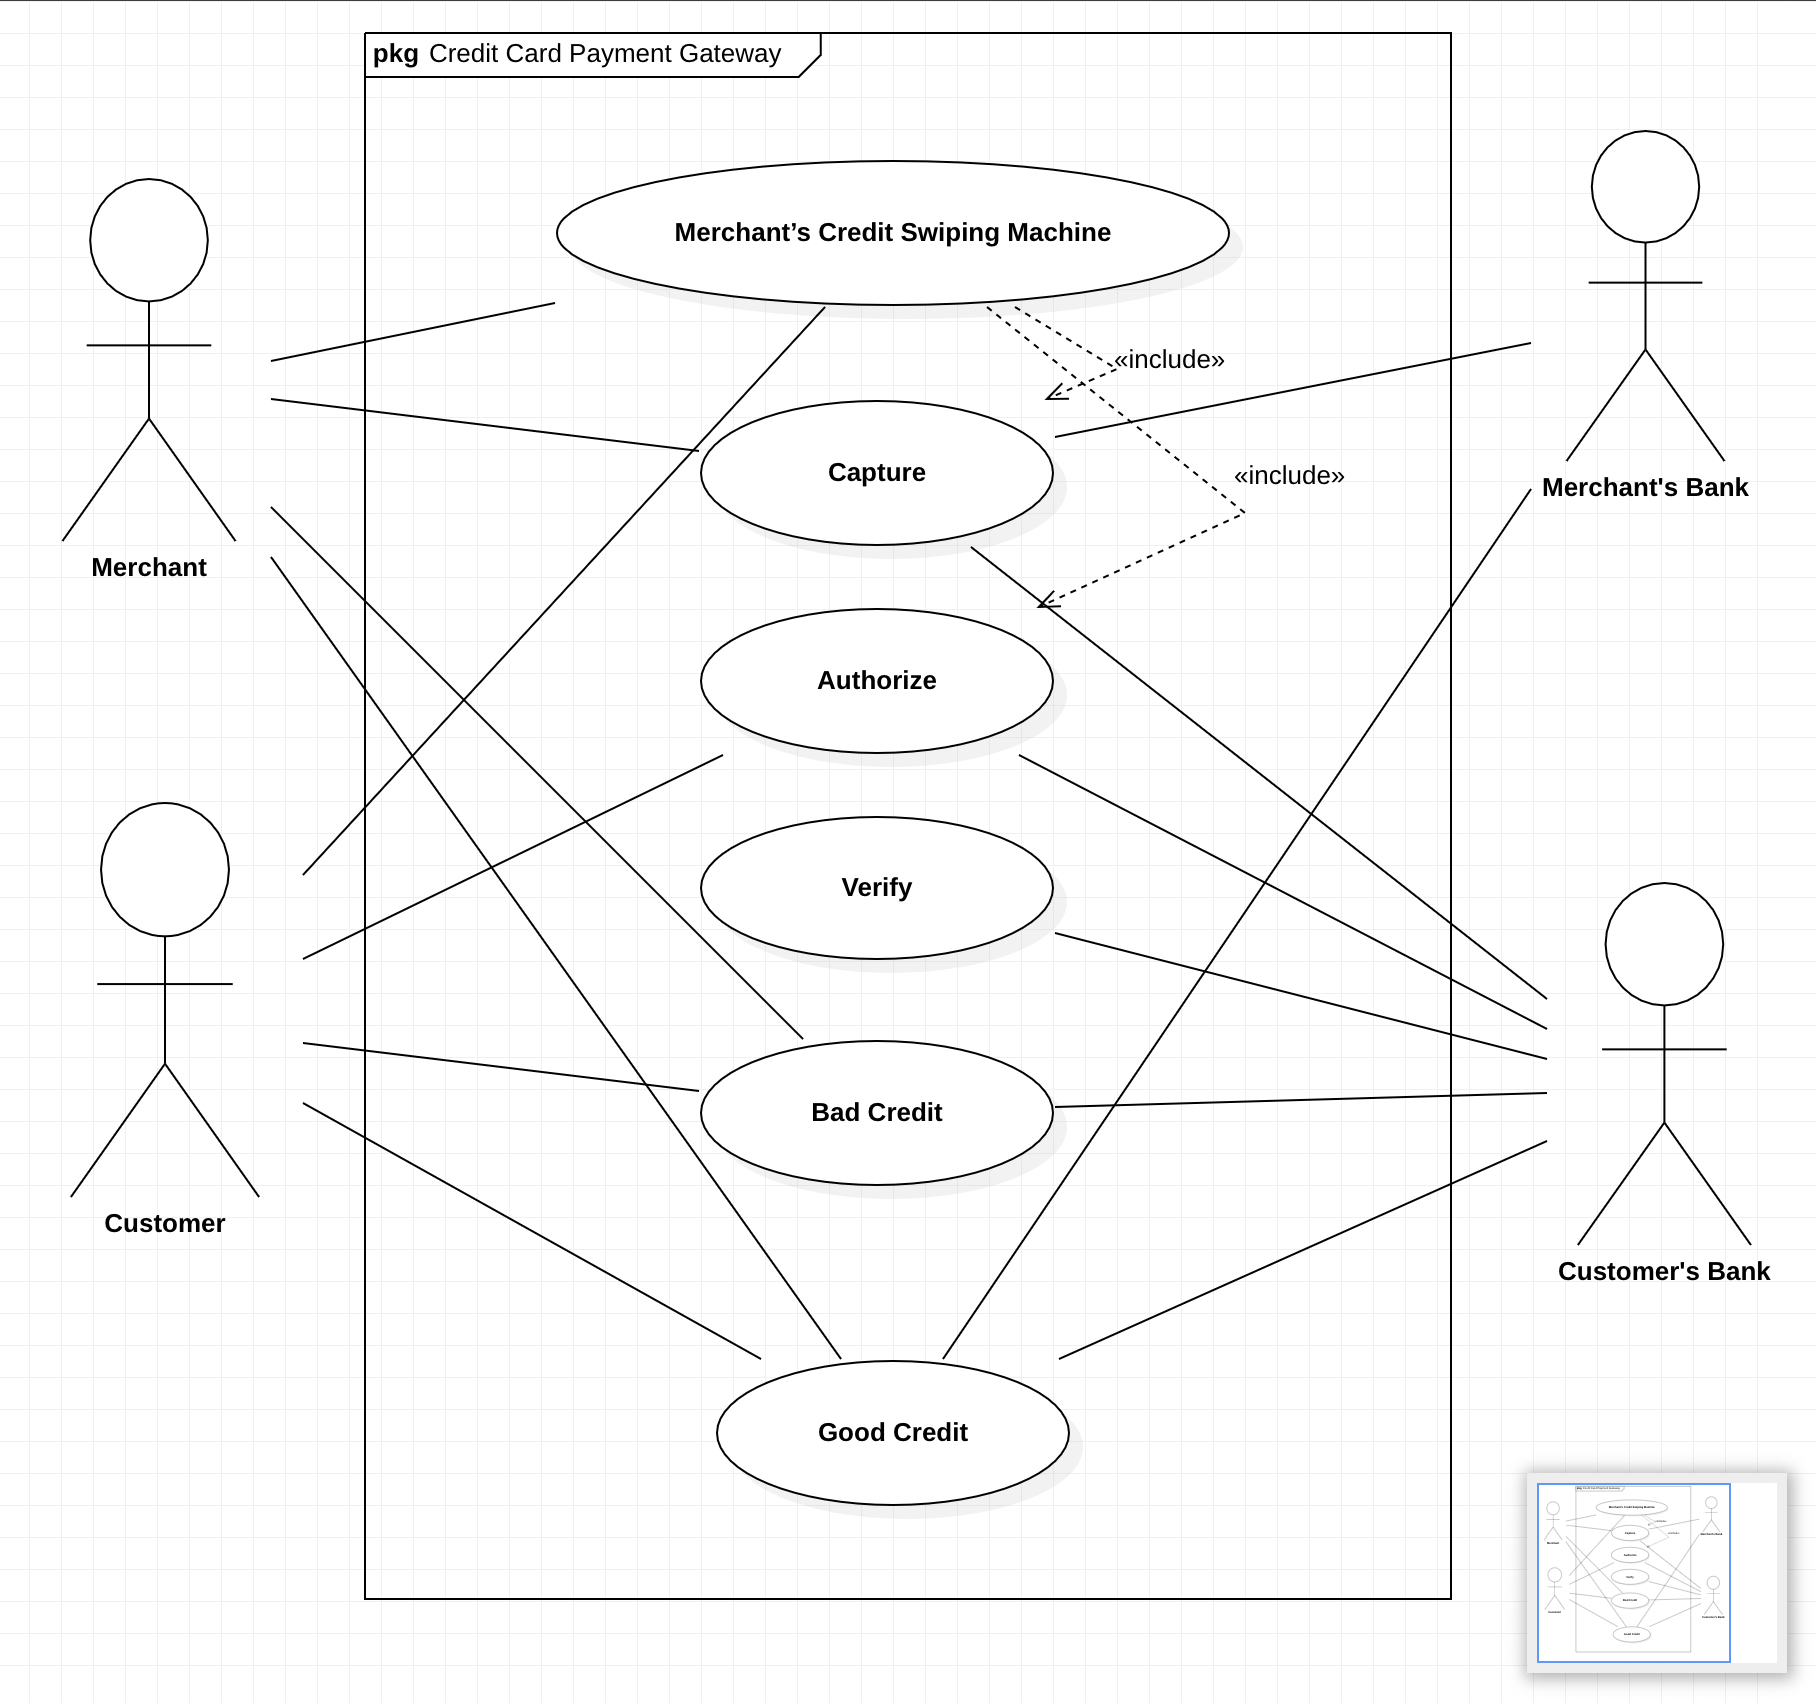 pkg Credit Card Payment Gateway
Merchant’s Credit Swiping Machine
«include»
Capture
«include»
Merchant's Bank
Merchant
Authorize
Verify
Bad Credit
Customer
Customer's Bank
Good Credit